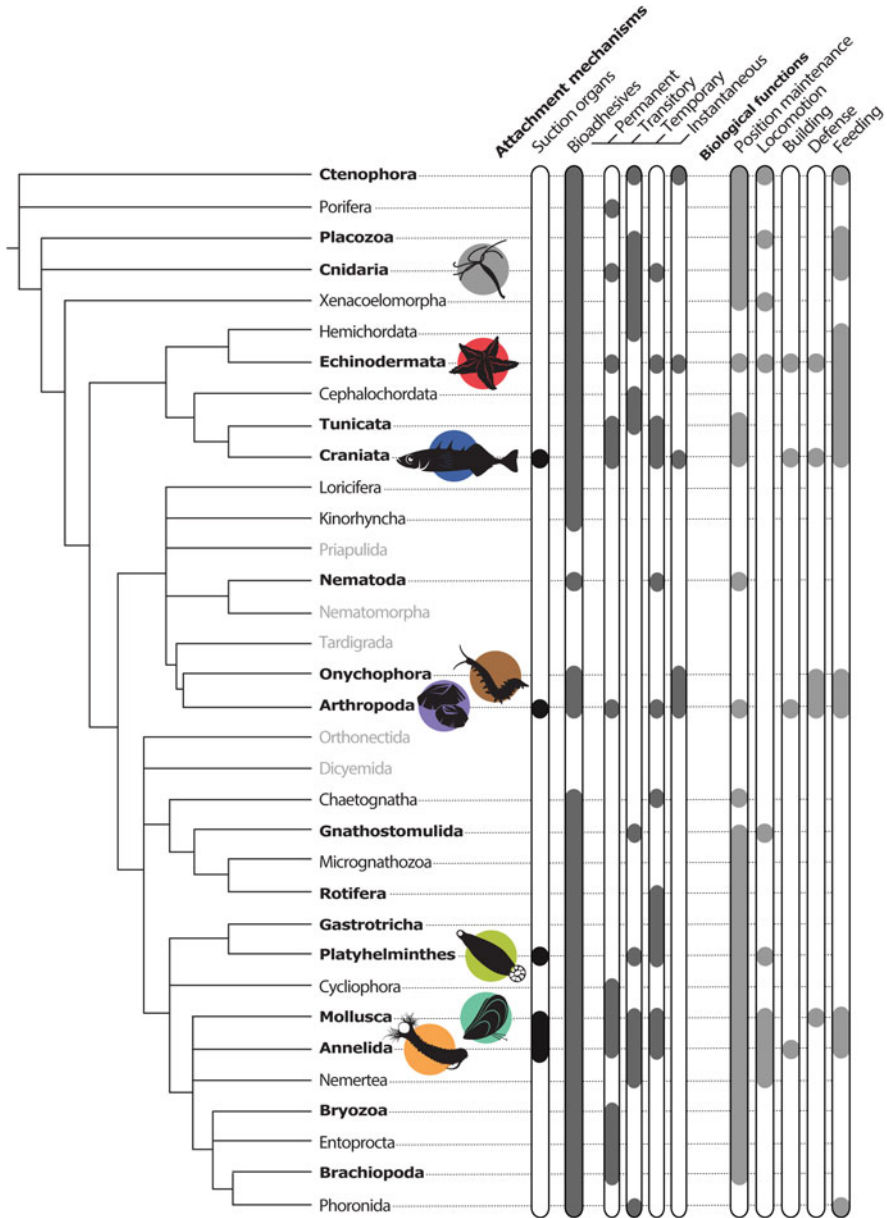 Attachment mechanisms
Suction organs
Bioadhesives
Permanent
Transitory
Temporary
Instantaneous
Biological functions
Position maintenance
Locomotion
Building
Defense
Feeding
Ctenophora
Porifera
Placozoa
Cnidaria
Xenacoelomorpha
Hemichordata
Echinodermata
Cephalochordata
Tunicata
Craniata
Loricifera
Kinorhyncha
Priapulida
Nematoda
Nematomorpha
Tardigrada
Onychophora
Arthropoda
Orthonectida
Dicyemida
Chaetognatha
Gnathostomulida
Micrognathozoa
Rotifera
Gastrotricha
Platyhelminthes
Cycliophora
Mollusca
Annelida
Nemertea
Bryozoa
Entoprocta
Brachiopoda
Phoronida